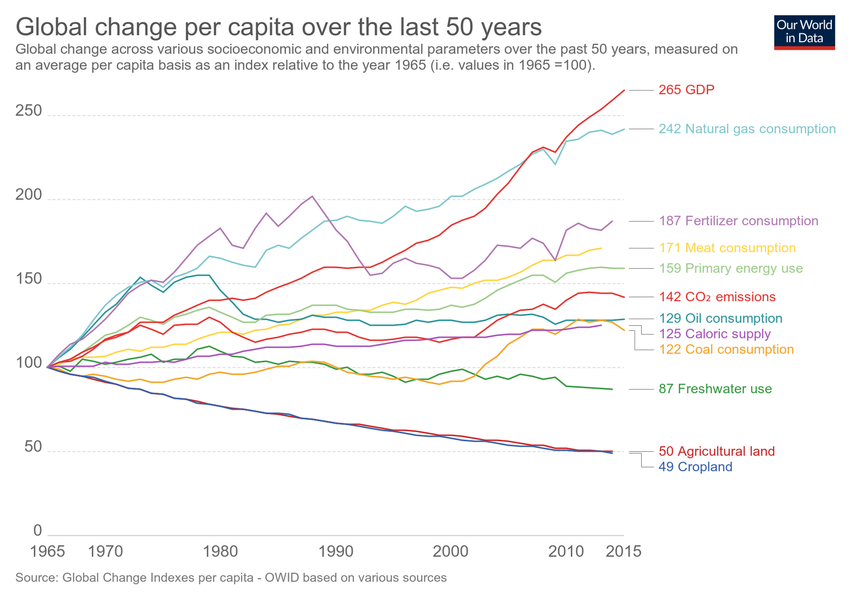 Global change per capita over the last 50 years
Global change across various socioeconomic and environmental parameters over the past 50 years, measured on
an average per capita basis as an index relative to the year 1965 (i.e. values in 1965 =100).
Our World
in Data
265 GDP
250
242 Natural gas consumption
200
187 Fertilizer consumption
171 Meat consumption
159 Primary energy use
150
142 CO₂ emissions
129 Oil consumption
125 Caloric supply
122 Coal consumption
100
87 Freshwater use
50
50 Agricultural land
49 Cropland
0
1965 1970 1980 1990 2000 2010 2015
Source: Global Change Indexes per capita - OWID based on various sources